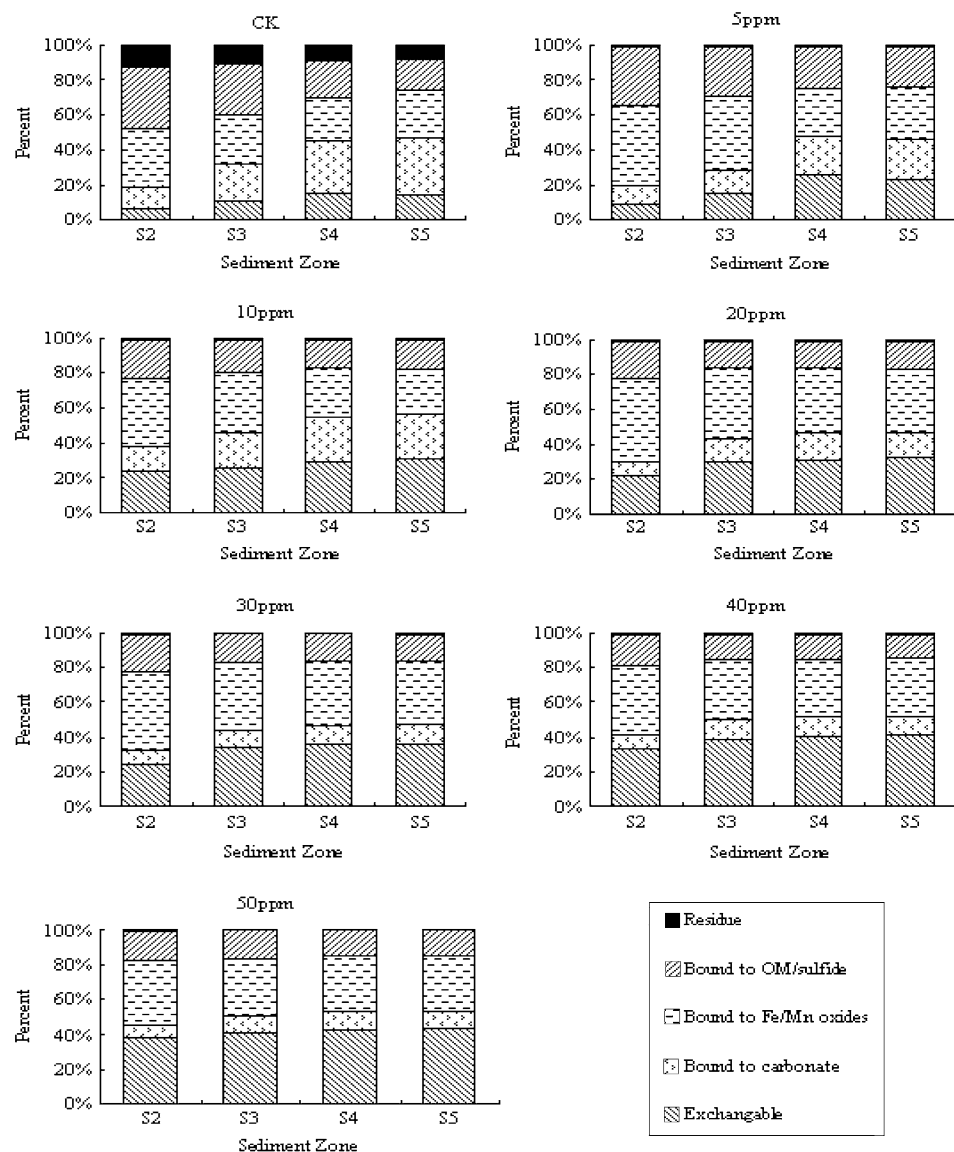 CK
Percent
100%
80%
60%
40%
20%
0%
S2 S3 S4 S5
Sediment Zone
5ppm
Percent
100%
80%
60%
40%
20%
0%
S2 S3 S4 S5
Sediment Zone
10ppm
Percent
100%
80%
60%
40%
20%
0%
S2 S3 S4 S5
Sediment Zone
20ppm
Percent
100%
80%
60%
40%
20%
0%
S2 S3 S4 S5
Sediment Zone
30ppm
Percent
100%
80%
60%
40%
20%
0%
S2 S3 S4 S5
Sediment Zone
40ppm
Percent
100%
80%
60%
40%
20%
0%
S2 S3 S4 S5
Sediment Zone
50ppm
Percent
100%
80%
60%
40%
20%
0%
S2 S3 S4 S5
Sediment Zone
Residue
Bound to OM/sulfide
Bound to Fe/Mn oxides
Bound to carbonate
Exchangable